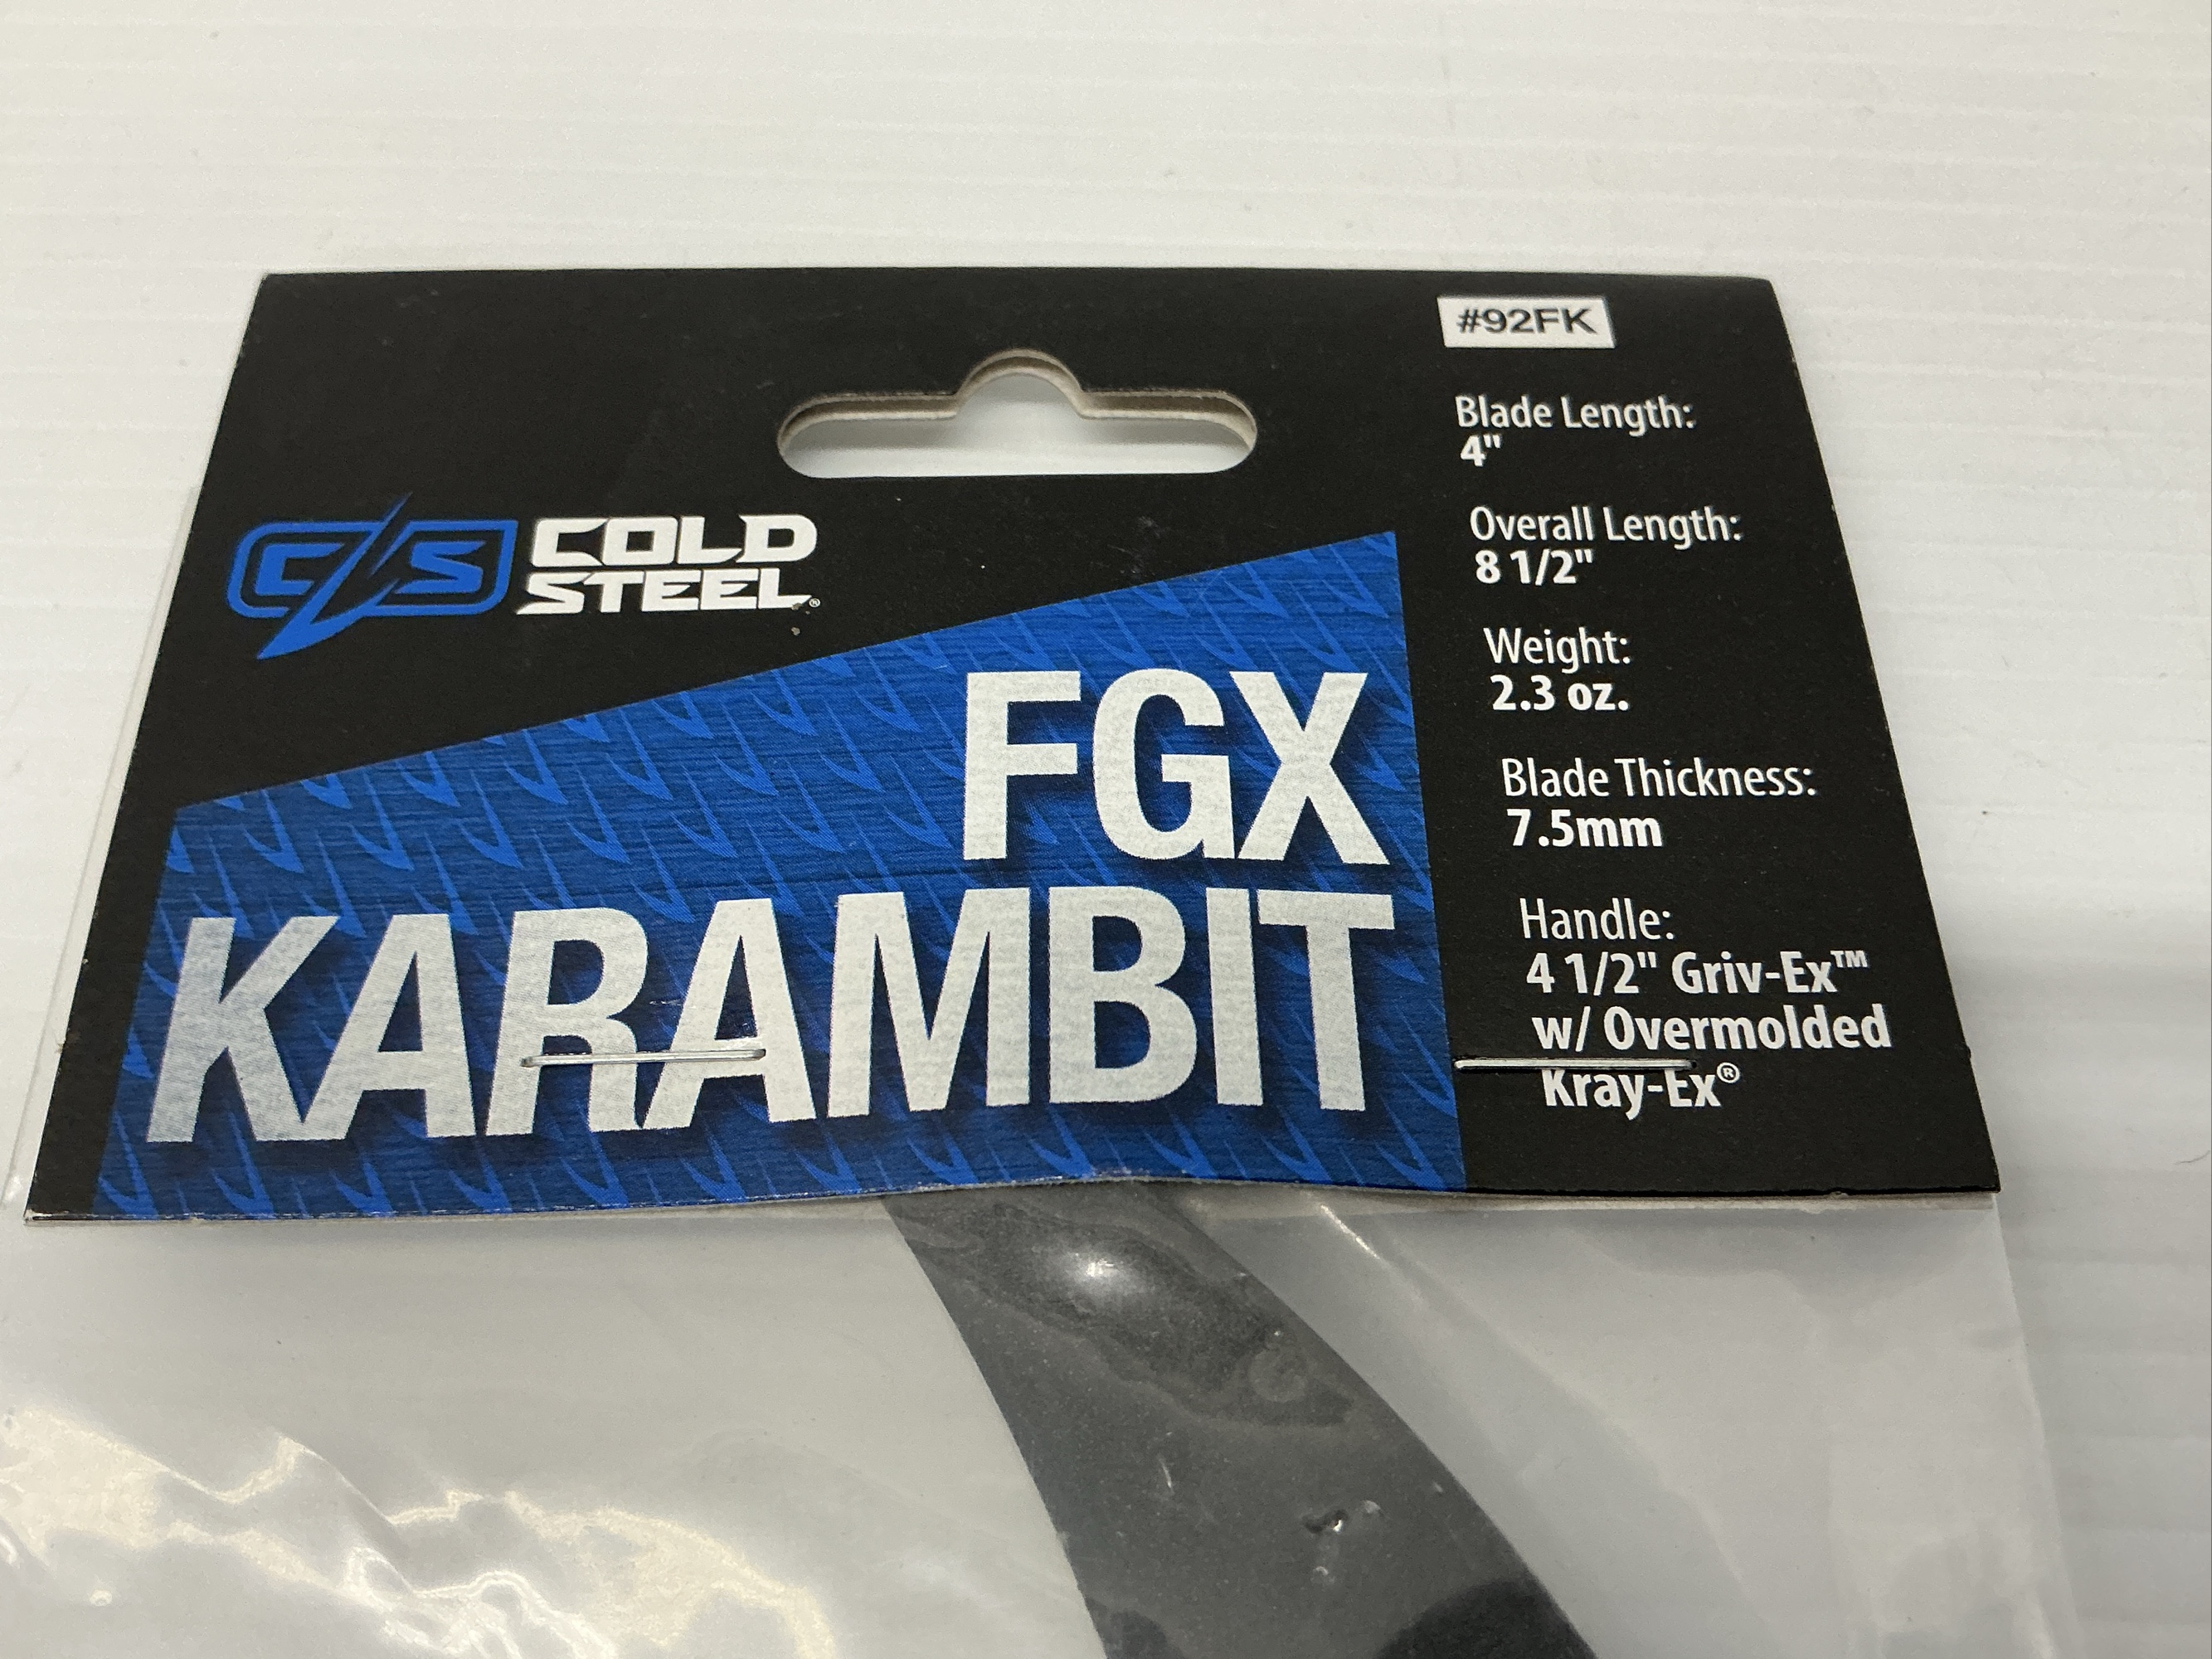 #92FK
Blade Length:
4"
Overall Length:
8 1/2"
Weight:
2.3 oz.
Blade Thickness:
7.5mm
Handle:
4 1/2" Griv-Ex™
w/ Overmolded
Kray-Ex®
C/S COLD
STEEL®
FGX
KARAMBIT